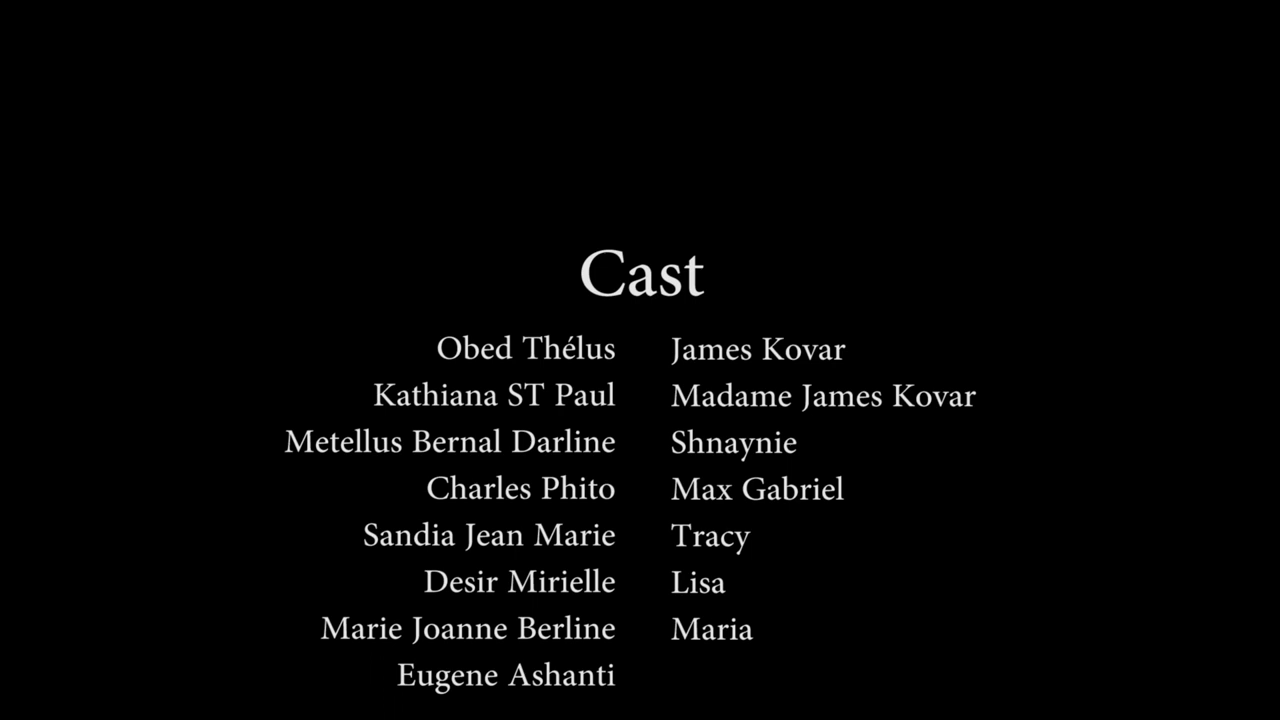 Cast
Obed Thélus James Kovar
Kathiana ST Paul Madame James Kovar
Metellus Bernal Darline Shnaynie
Charles Phito Max Gabriel
Sandia Jean Marie Tracy
Desir Mirielle Lisa
Marie Joanne Berline Maria
Eugene Ashanti